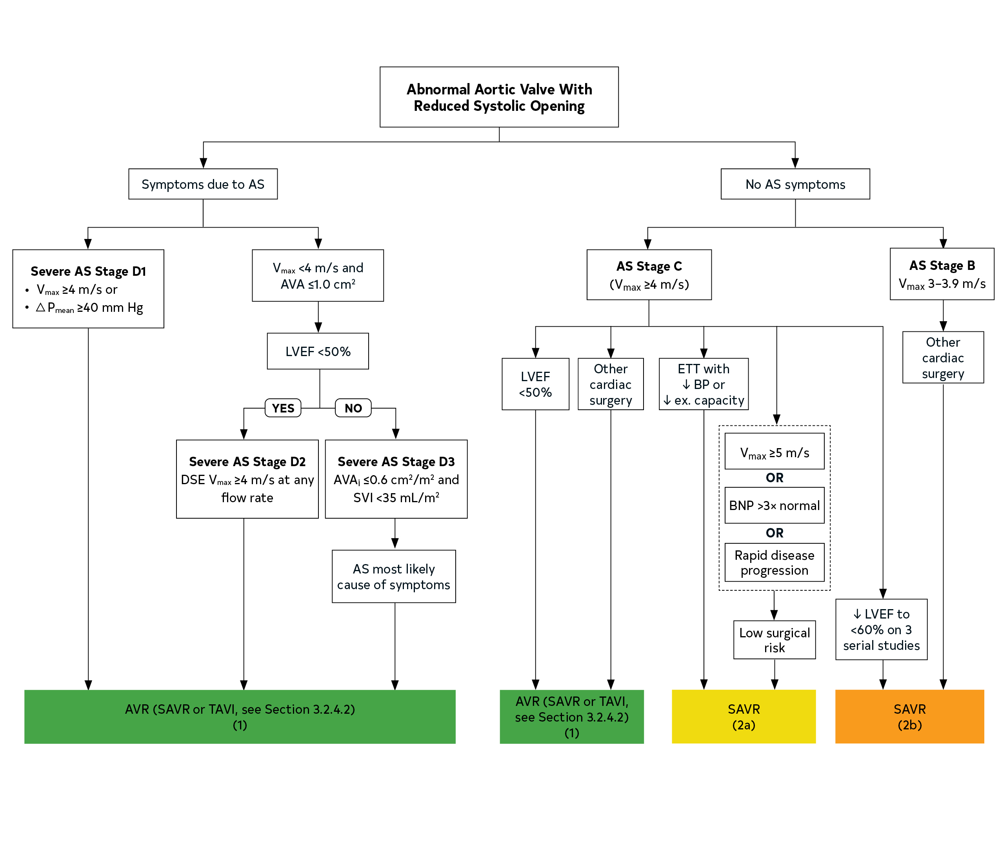 Abnormal Aortic Valve With
Reduced Systolic Opening
Symptoms due to AS
No AS symptoms
Severe AS Stage D1
• Vmax ≥4 m/s or
• △ Pmean ≥40 mm Hg
Vmax <4 m/s and
AVA ≤1.0 cm²
AS Stage C
(Vmax ≥4 m/s)
AS Stage B
Vmax 3–3.9 m/s
LVEF <50%
YES
NO
LVEF
<50%
Other
cardiac
surgery
ETT with
↓ BP or
↓ ex. capacity
Other
cardiac
surgery
Severe AS Stage D2
DSE Vmax ≥4 m/s at any
flow rate
Severe AS Stage D3
AVAi ≤0.6 cm²/m² and
SVI <35 mL/m²
Vmax ≥5 m/s
OR
BNP >3× normal
OR
Rapid disease
progression
AS most likely
cause of symptoms
Low surgical
risk
↓ LVEF to
<60% on 3
serial studies
AVR (SAVR or TAVI, see Section 3.2.4.2)
(1)
AVR (SAVR or TAVI,
see Section 3.2.4.2)
(1)
SAVR
(2a)
SAVR
(2b)